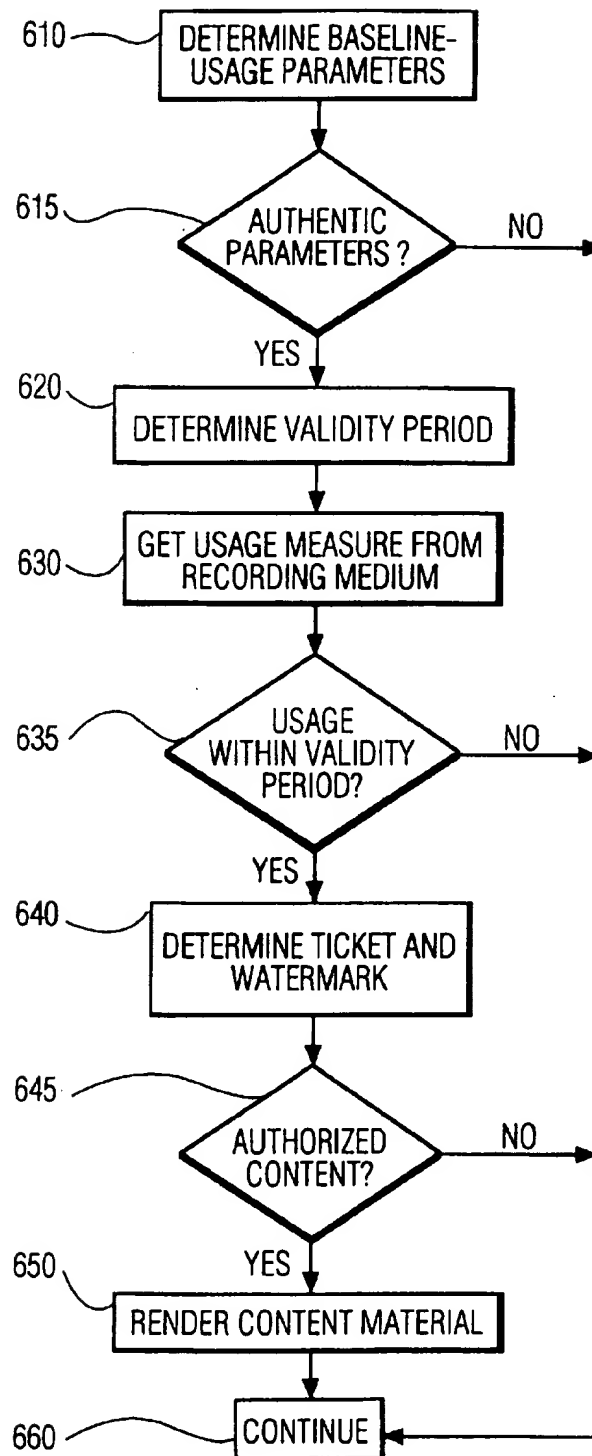 610
DETERMINE BASELINE-
USAGE PARAMETERS
615
AUTHENTIC
PARAMETERS ?
NO
YES
620
DETERMINE VALIDITY PERIOD
630
GET USAGE MEASURE FROM
RECORDING MEDIUM
635
USAGE
WITHIN VALIDITY
PERIOD?
NO
YES
640
DETERMINE TICKET AND
WATERMARK
645
AUTHORIZED
CONTENT?
NO
YES
650
RENDER CONTENT MATERIAL
660
CONTINUE